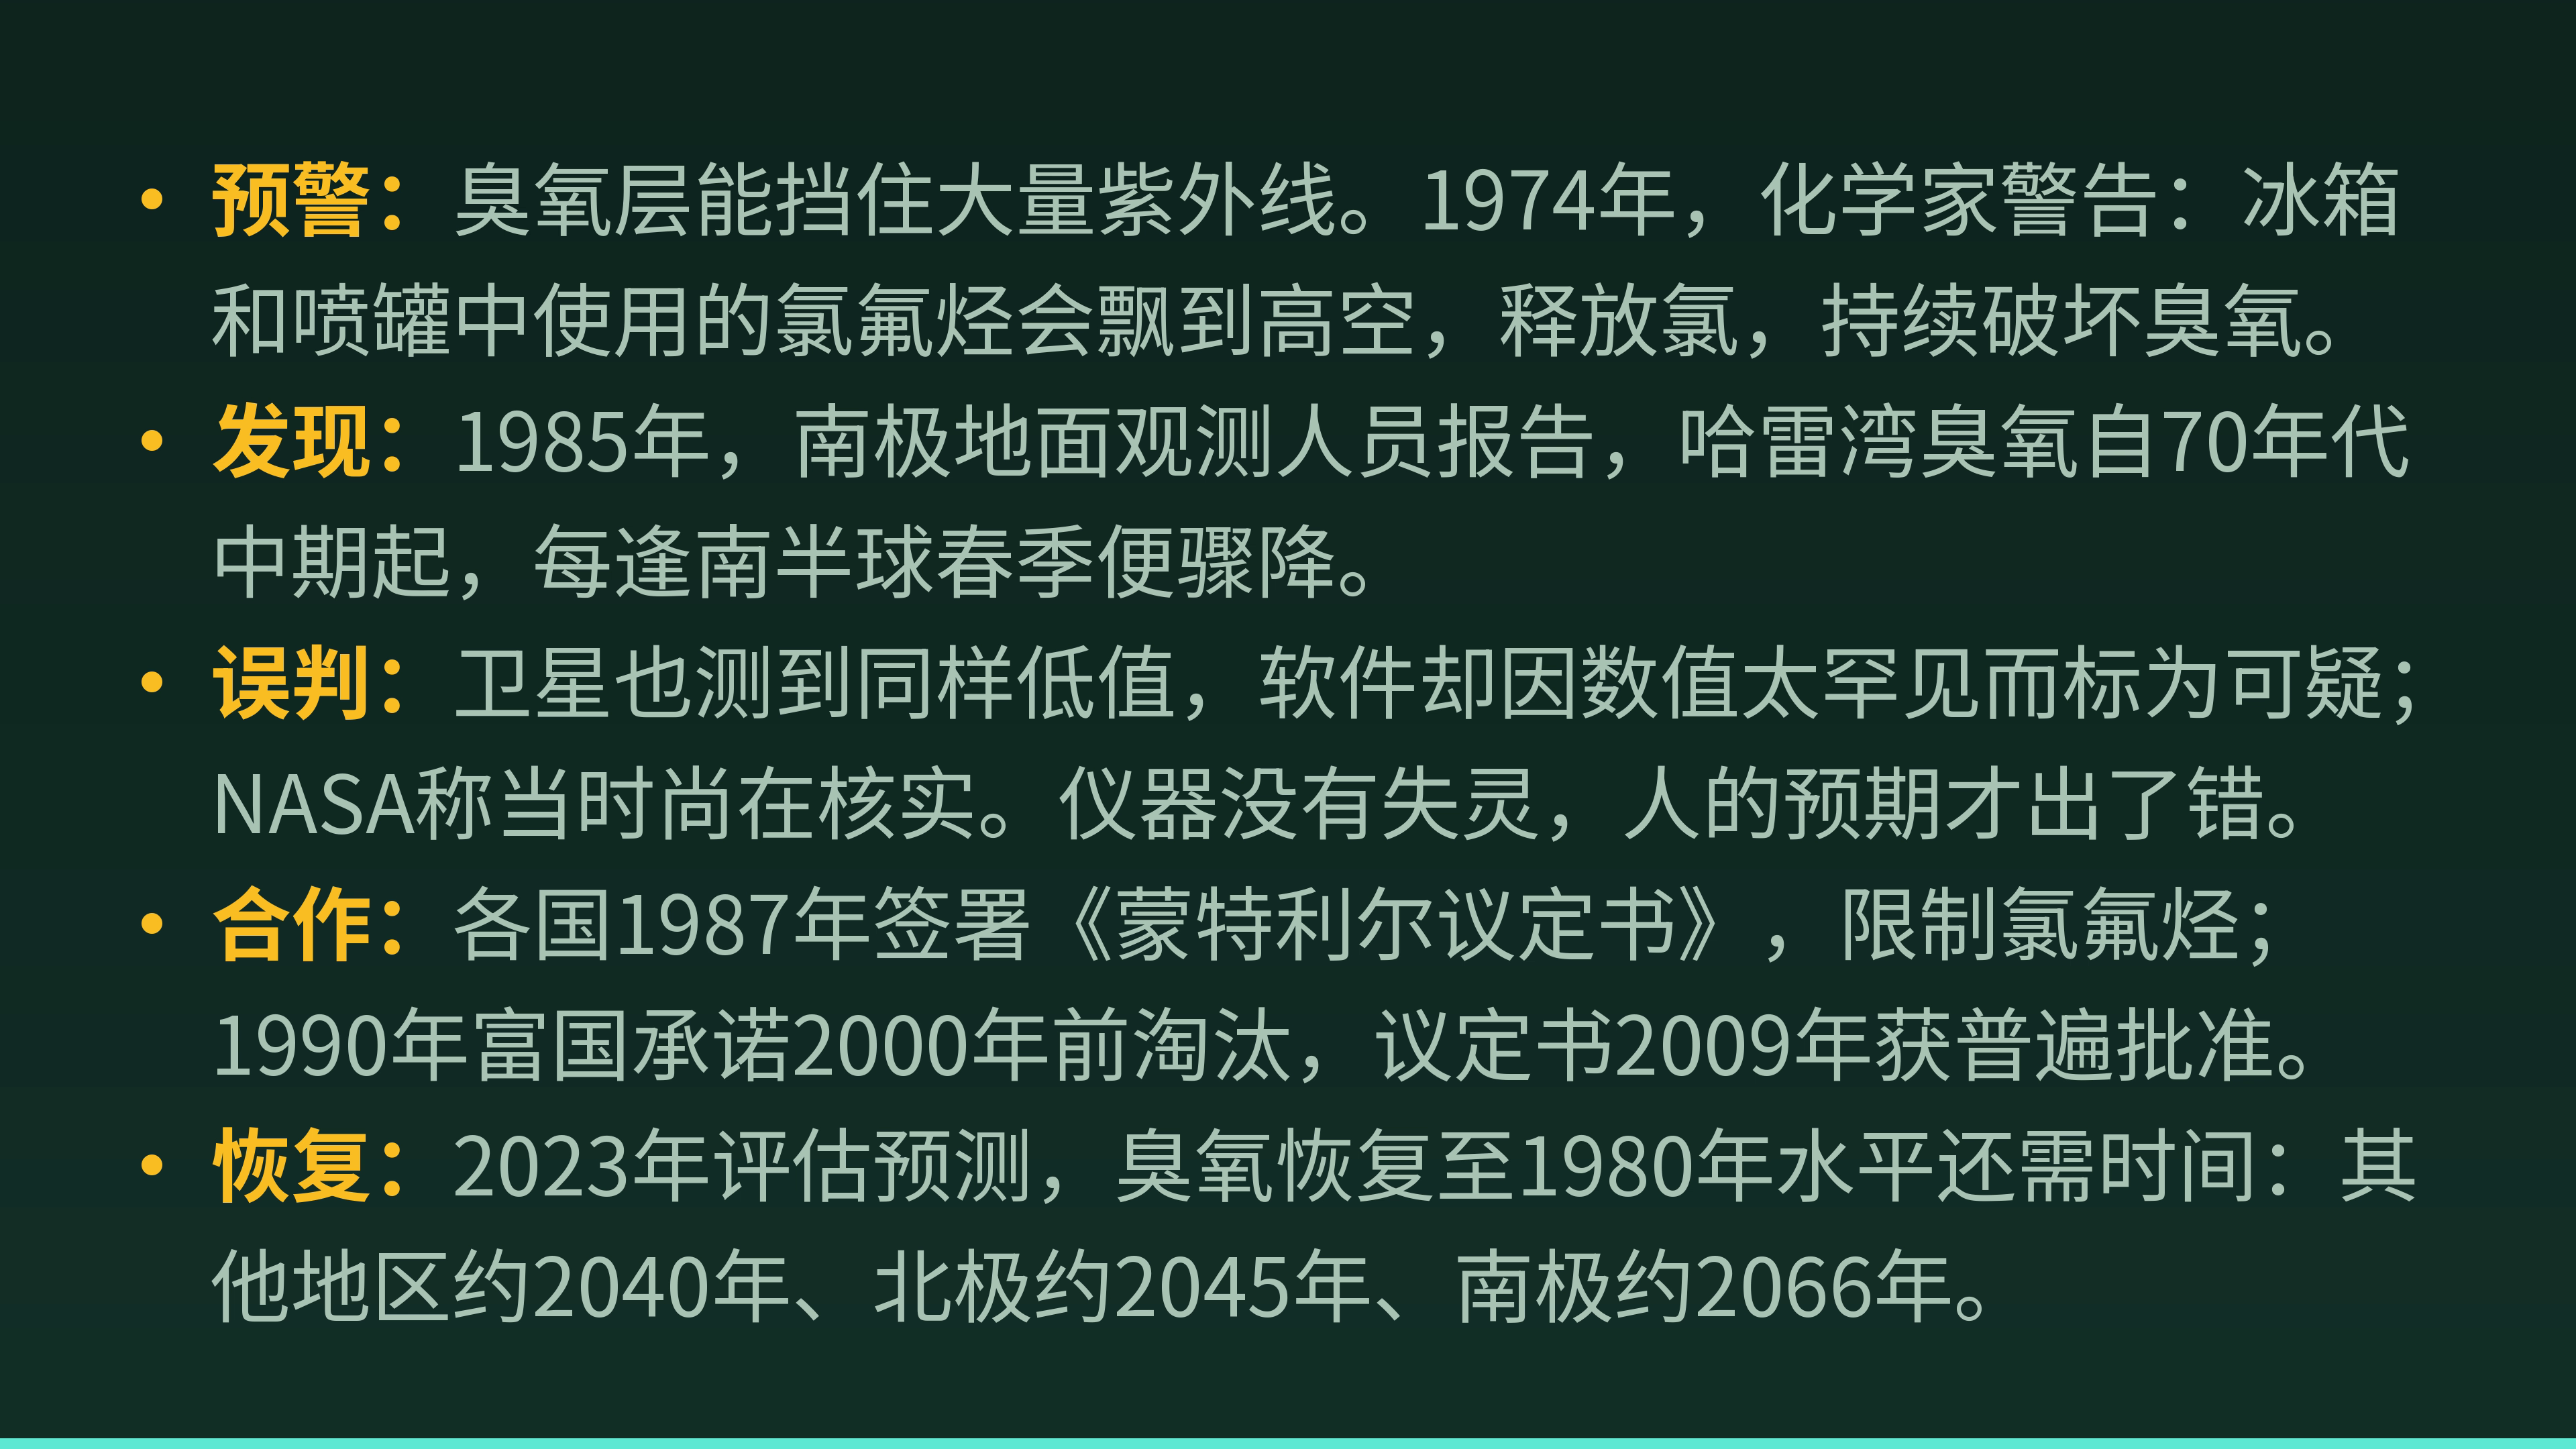 • 预警：臭氧层能挡住大量紫外线。1974年，化学家警告：冰箱
和喷罐中使用的氯氟烃会飘到高空，释放氯，持续破坏臭氧。
• 发现：1985年，南极地面观测人员报告，哈雷湾臭氧自70年代
中期起，每逢南半球春季便骤降。
• 误判：卫星也测到同样低值，软件却因数值太罕见而标为可疑；
NASA称当时尚在核实。仪器没有失灵，人的预期才出了错。
• 合作：各国1987年签署《蒙特利尔议定书》，限制氯氟烃；
1990年富国承诺2000年前淘汰，议定书2009年获普遍批准。
• 恢复：2023年评估预测，臭氧恢复至1980年水平还需时间：其
他地区约2040年、北极约2045年、南极约2066年。